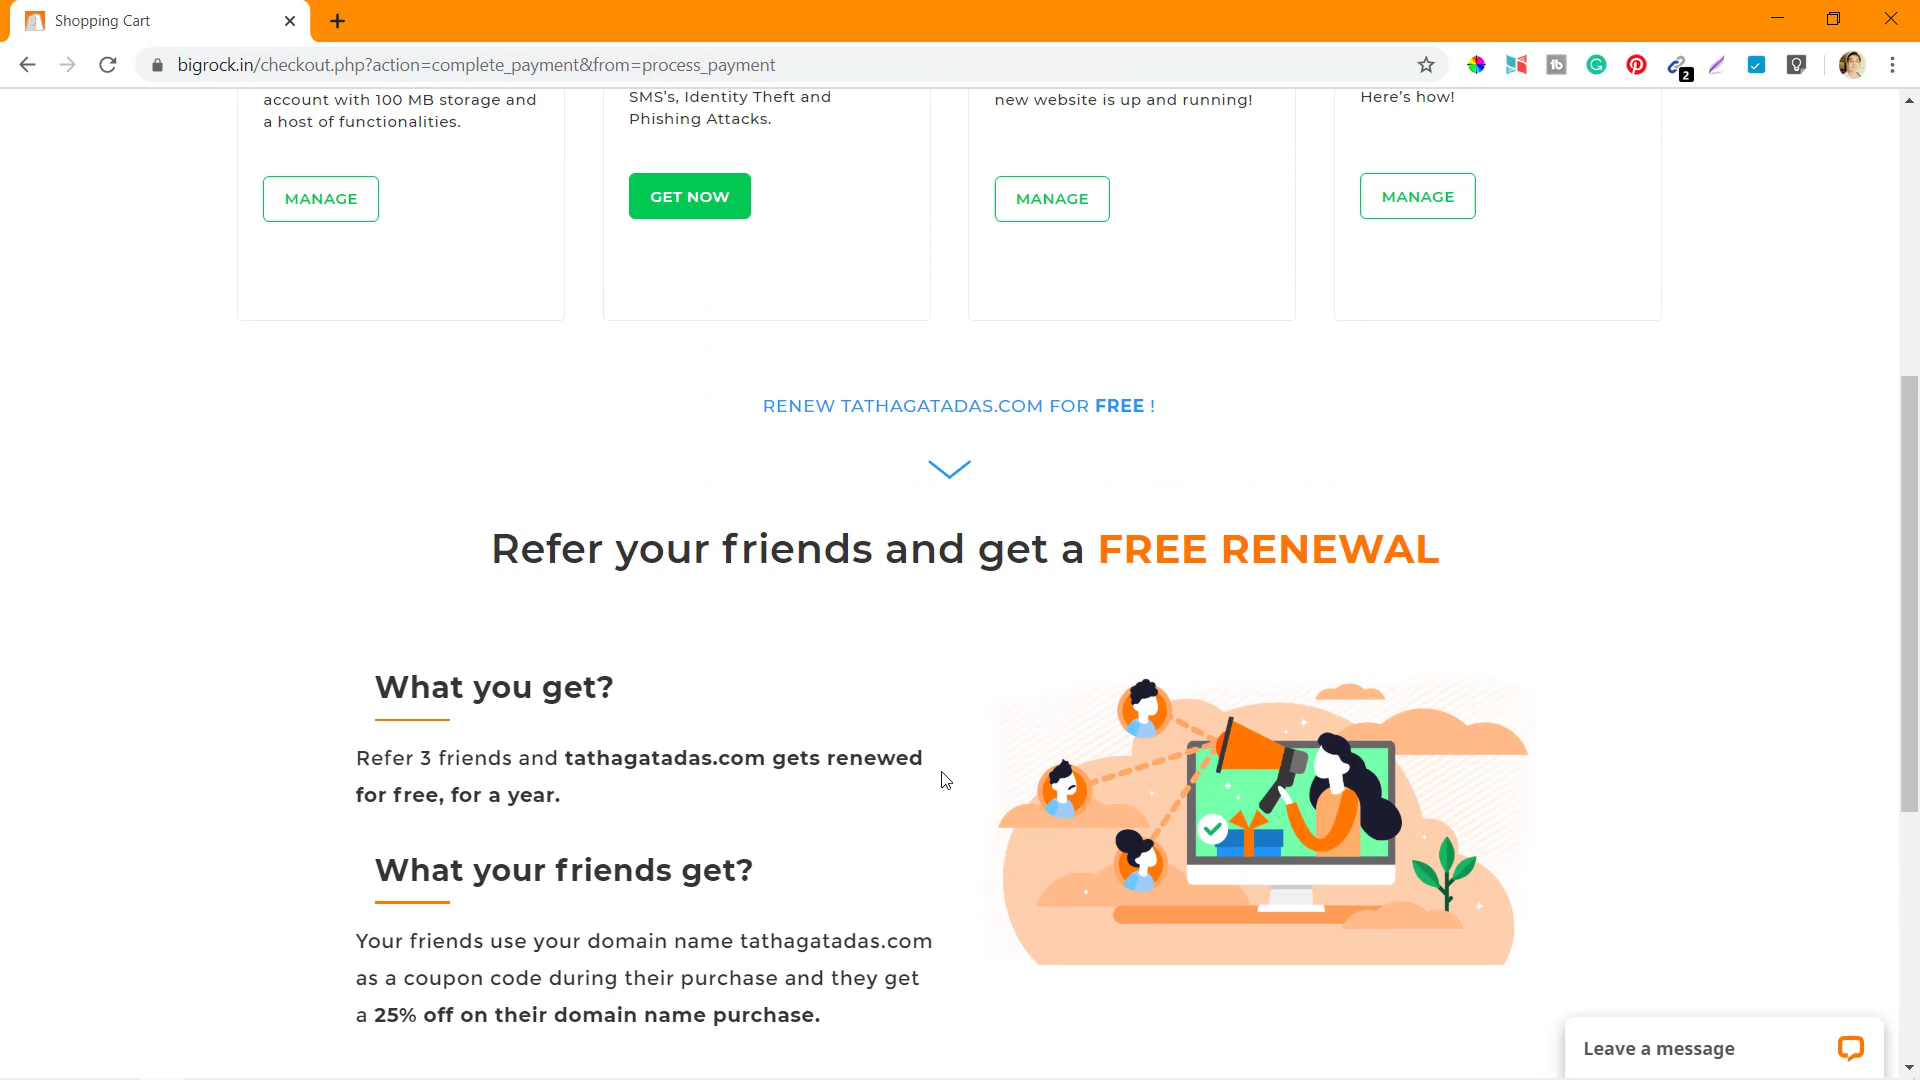 Shopping Cart
bigrock.in/checkout.php?action=complete_payment&from=process_payment
tb
G
2
account with 100 MB storage and
a host of functionalities.
MANAGE
SMS's, Identity Theft and
Phishing Attacks.
GET NOW
new website is up and running!
MANAGE
Here's how!
MANAGE
RENEW TATHAGATADAS.COM FOR FREE !
Refer your friends and get a FREE RENEWAL
What you get?
Refer 3 friends and tathagatadas.com gets renewed
for free, for a year.
What your friends get?
Your friends use your domain name tathagatadas.com
as a coupon code during their purchase and they get
a 25% off on their domain name purchase.
Leave a message